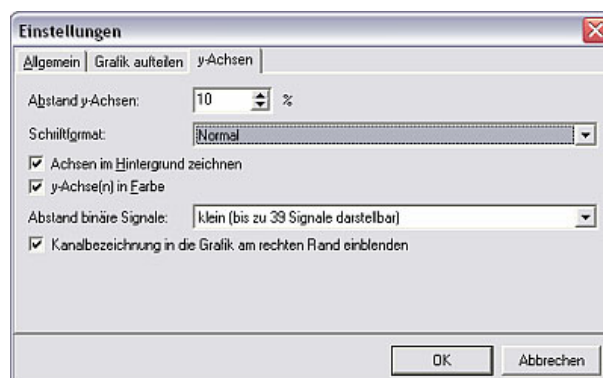 Einstellungen
Allgemein Grafik aufteilen y-Achsen
Abstand y-Achsen: 10 %
Schriftformat: Normal
Achsen im Hintergrund zeichnen
y-Achse(n) in Farbe
Abstand binäre Signale: klein (bis zu 39 Signale darstellbar)
Kanalbezeichnung in die Grafik am rechten Rand einblenden
OK Abbrechen